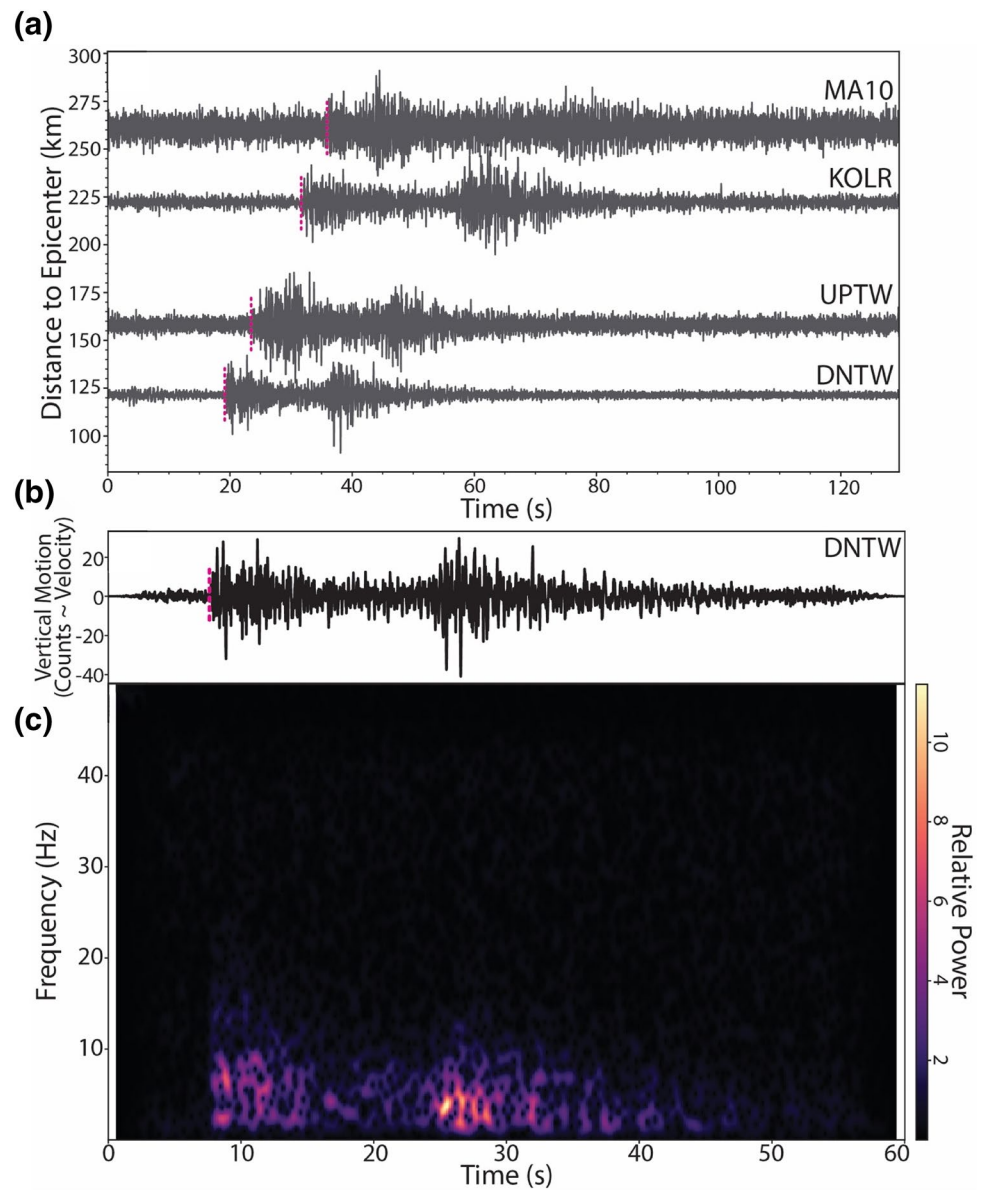 (a)
Distance to Epicenter (km)
300
275
250
225
200
175
150
125
100
MA10
KOLR
UPTW
DNTW
0 20 40 60 80 100 120
Time (s)
(b)
Vertical Motion
(Counts ~ Velocity)
20
0
-20
-40
DNTW
(c)
Frequency (Hz)
40
30
20
10
0 10 20 30 40 50 60
Time (s)
10
8
6
4
2
Relative Power